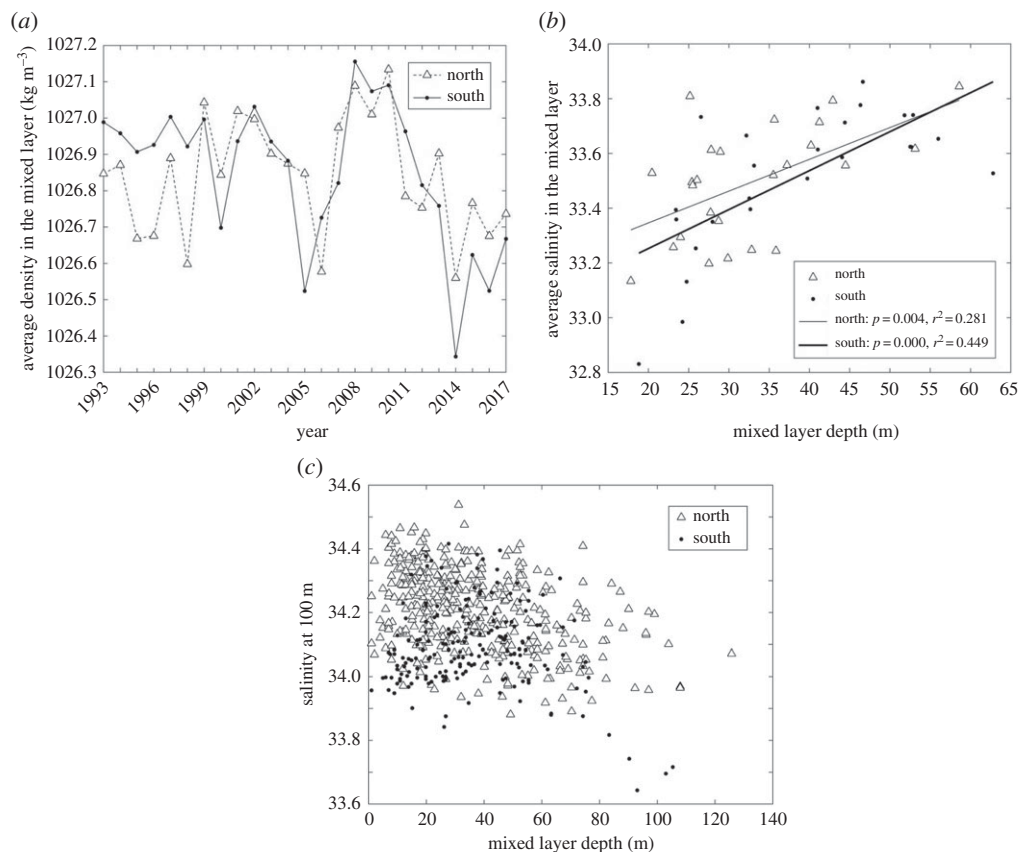 (a)
average density in the mixed layer (kg m⁻³)
1027.2
1027.1
1027.0
1026.9
1026.8
1026.7
1026.6
1026.5
1026.4
1026.3
north
south
1993
1996
1999
2002
2005
2008
2011
2014
2017
year
(b)
average salinity in the mixed layer
34.0
33.8
33.6
33.4
33.2
33.0
32.8
north
south
north: p = 0.004, r² = 0.281
south: p = 0.000, r² = 0.449
15 20 25 30 35 40 45 50 55 60 65
mixed layer depth (m)
(c)
salinity at 100 m
34.6
34.4
34.2
34.0
33.8
33.6
north
south
0 20 40 60 80 100 120 140
mixed layer depth (m)